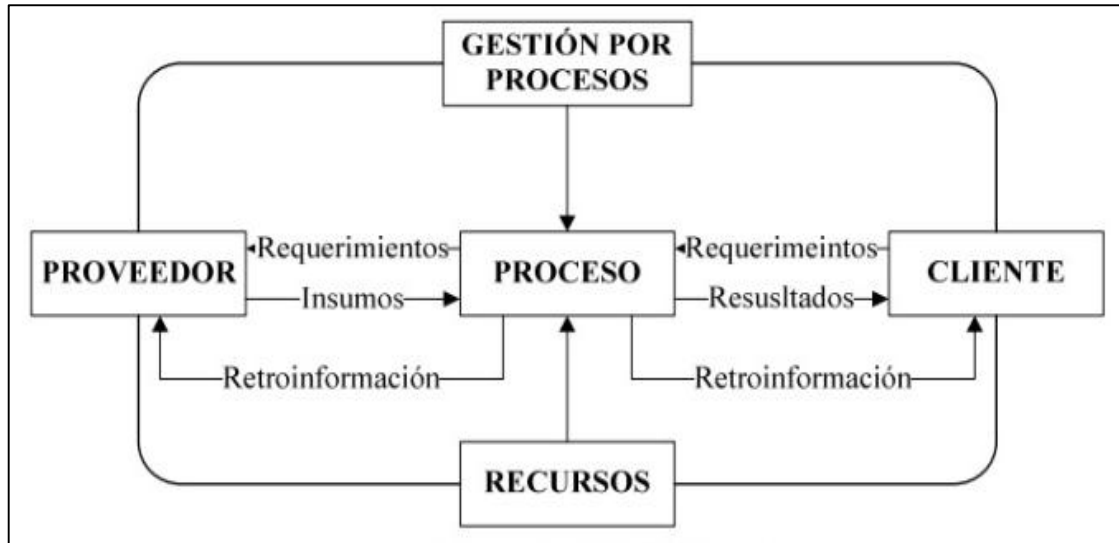 GESTIÓN POR
PROCESOS
Requerimientos
Requerimeintos
PROVEEDOR
PROCESO
CLIENTE
Insumos
Resusltados
Retroinformación
Retroinformación
RECURSOS